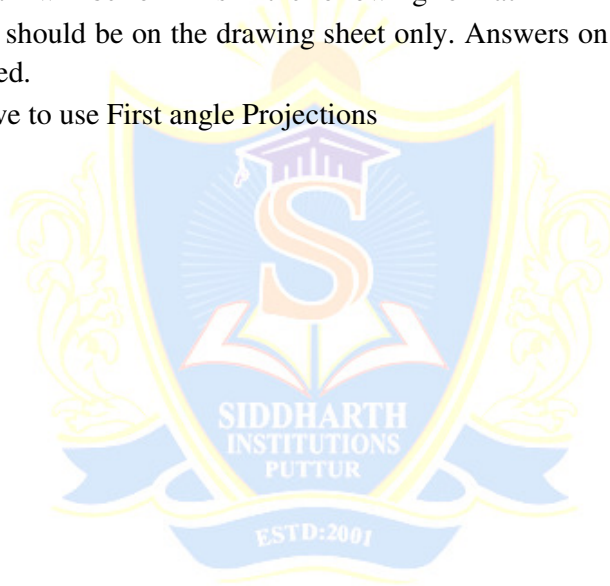 should be on the drawing sheet only. Answers on
ed.
ve to use First angle Projections
S
SIDDHARTH
INSTITUTIONS
PUTTUR
ESTD:2001